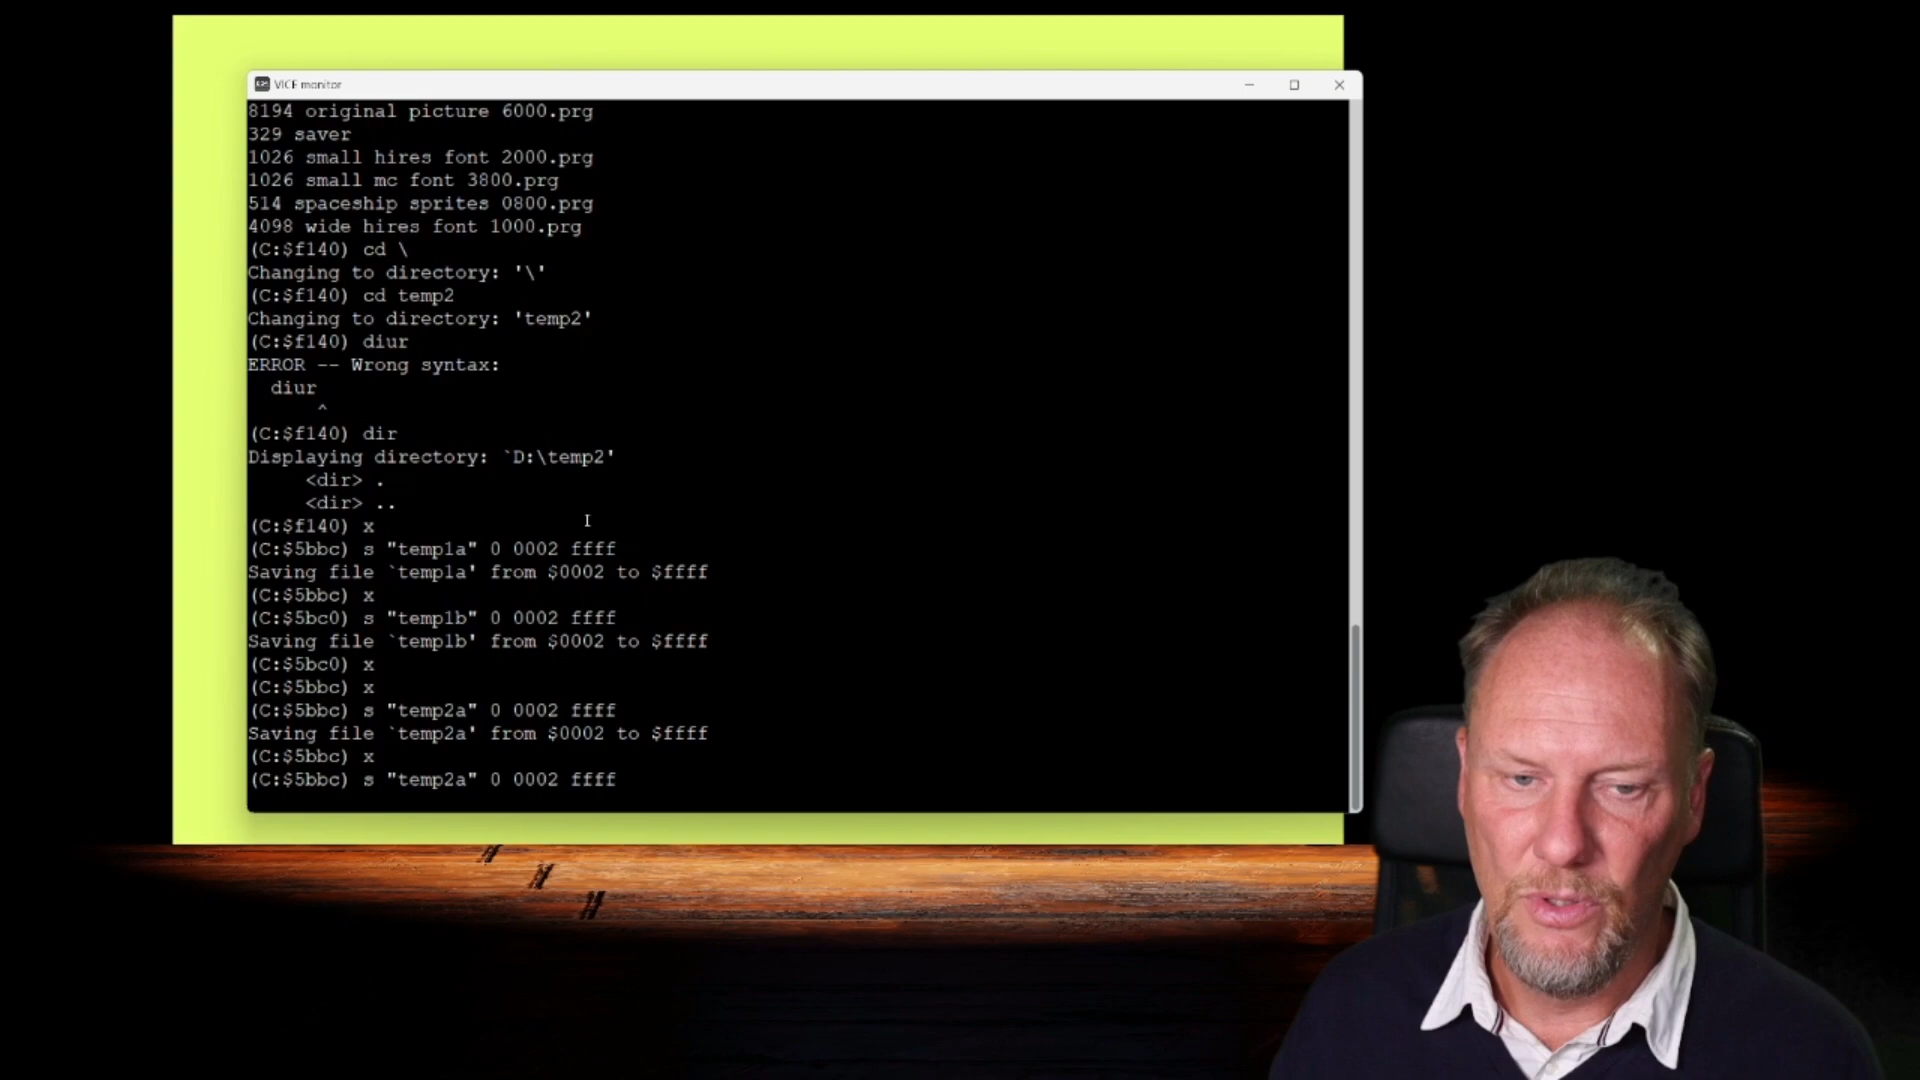 VICE monitor
8194 original picture 6000.prg
329 saver
1026 small hires font 2000.prg
1026 small mc font 3800.prg
514 spaceship sprites 0800.prg
4098 wide hires font 1000.prg
(C:$f140) cd \
Changing to directory: '\'
(C:$f140) cd temp2
Changing to directory: 'temp2'
(C:$f140) diur
ERROR -- Wrong syntax:
diur
^
(C:$f140) dir
Displaying directory: `D:\temp2'
<dir> .
<dir> ..
(C:$f140) x
(C:$5bbc) s "temp1a" 0 0002 ffff
Saving file `temp1a' from $0002 to $ffff
(C:$5bbc) x
(C:$5bc0) s "temp1b" 0 0002 ffff
Saving file `temp1b' from $0002 to $ffff
(C:$5bc0) x
(C:$5bbc) x
(C:$5bbc) s "temp2a" 0 0002 ffff
Saving file `temp2a' from $0002 to $ffff
(C:$5bbc) x
(C:$5bbc) s "temp2a" 0 0002 ffff